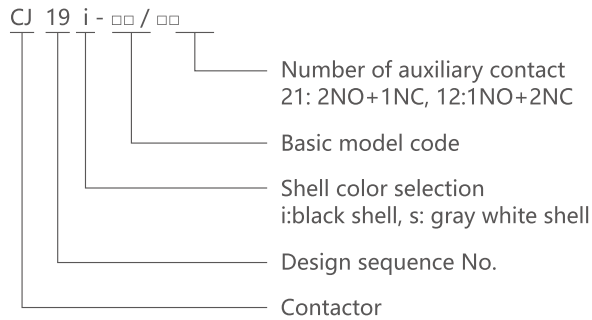 CJ 19 i - □□ / □□
Number of auxiliary contact
21: 2NO+1NC, 12:1NO+2NC
Basic model code
Shell color selection
i:black shell, s: gray white shell
Design sequence No.
Contactor